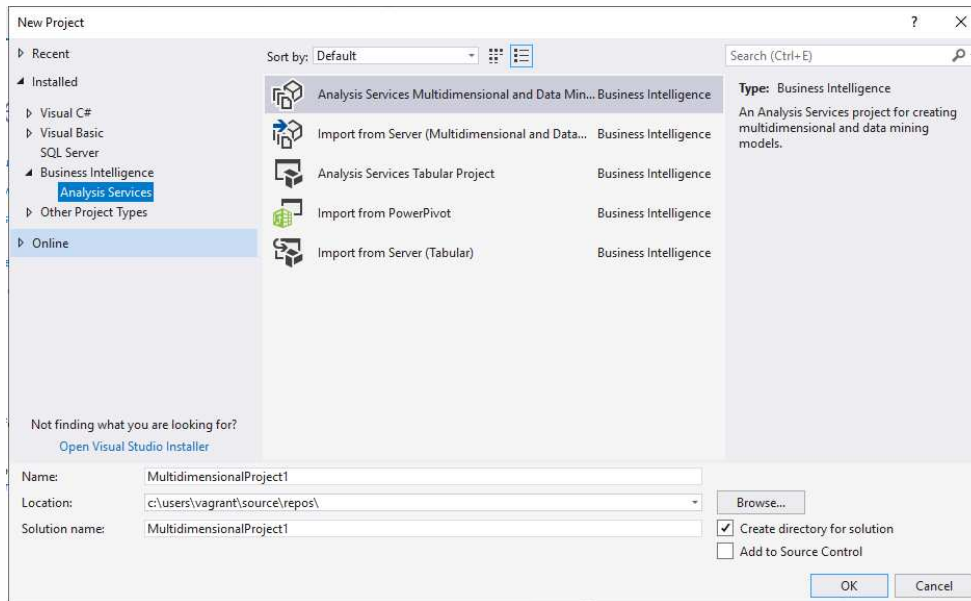 New Project
?
Recent
Installed
Visual C#
Visual Basic
SQL Server
Business Intelligence
Analysis Services
Other Project Types
Online
Not finding what you are looking for?
Open Visual Studio Installer
Sort by: Default
Analysis Services Multidimensional and Data Min... Business Intelligence
Import from Server (Multidimensional and Data... Business Intelligence
Analysis Services Tabular Project Business Intelligence
Import from PowerPivot Business Intelligence
Import from Server (Tabular) Business Intelligence
Search (Ctrl+E)
Type: Business Intelligence
An Analysis Services project for creating
multidimensional and data mining
models.
Name: MultidimensionalProject1
Location: c:\users\vagrant\source\repos\
Browse...
Solution name: MultidimensionalProject1
Create directory for solution
Add to Source Control
OK Cancel